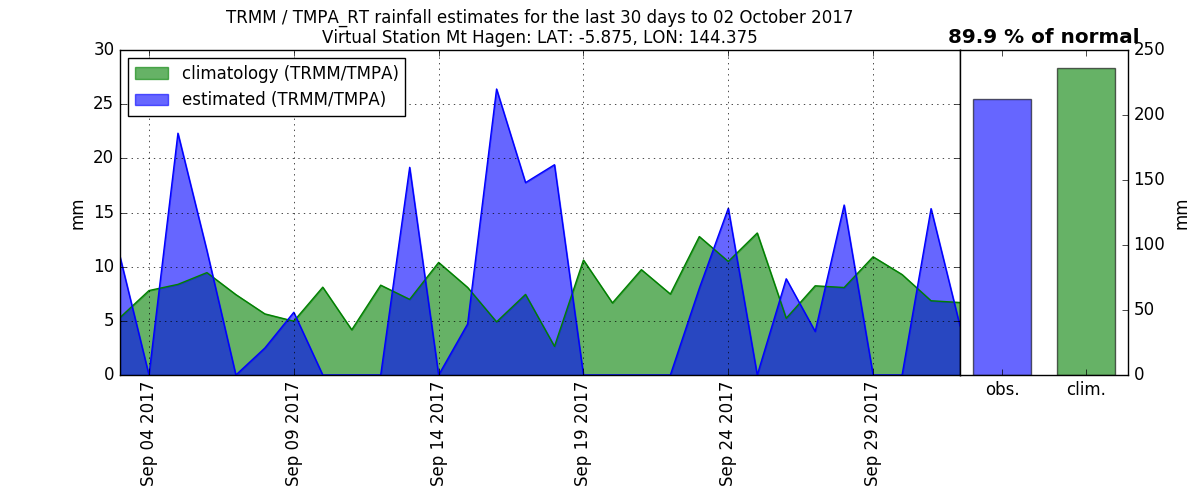 TRMM / TMPA_RT rainfall estimates for the last 30 days to 02 October 2017
Virtual Station Mt Hagen: LAT: -5.875, LON: 144.375
89.9 % of normal
climatology (TRMM/TMPA)
estimated (TRMM/TMPA)
30
25
20
15
10
5
0
mm
Sep 04 2017
Sep 09 2017
Sep 14 2017
Sep 19 2017
Sep 24 2017
Sep 29 2017
250
200
150
100
50
0
mm
obs.
clim.